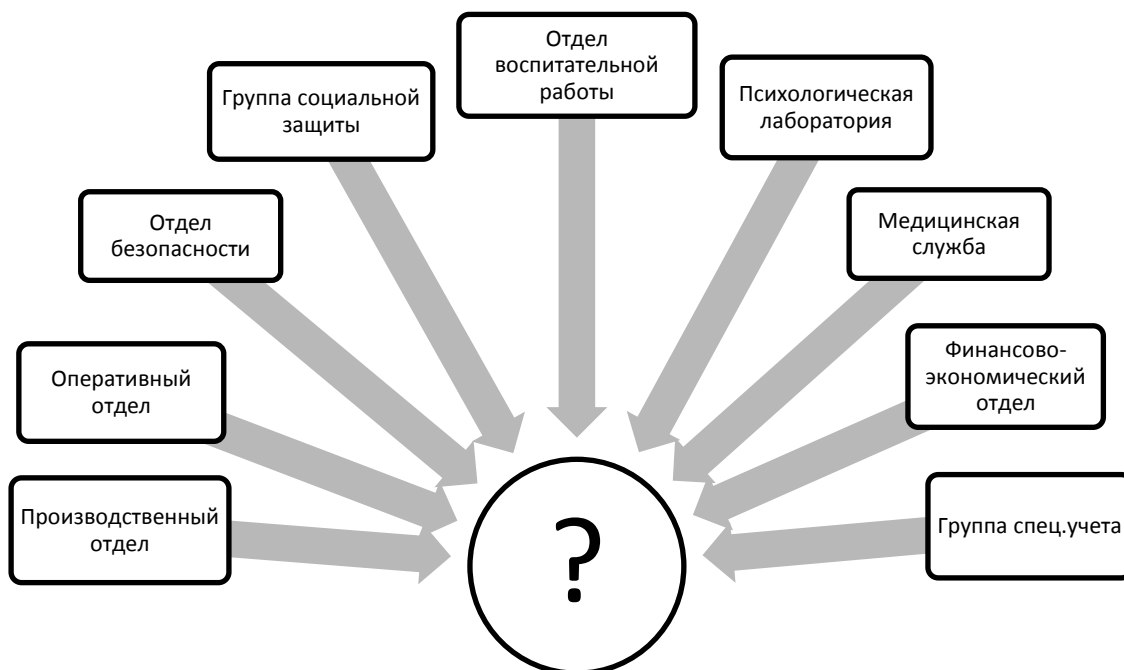 Отдел
воспитательной
работы
Группа социальной
защиты
Психологическая
лаборатория
Отдел
безопасности
Медицинская
служба
Оперативный
отдел
Финансово-
экономический
отдел
Производственный
отдел
Группа спец.учета
?